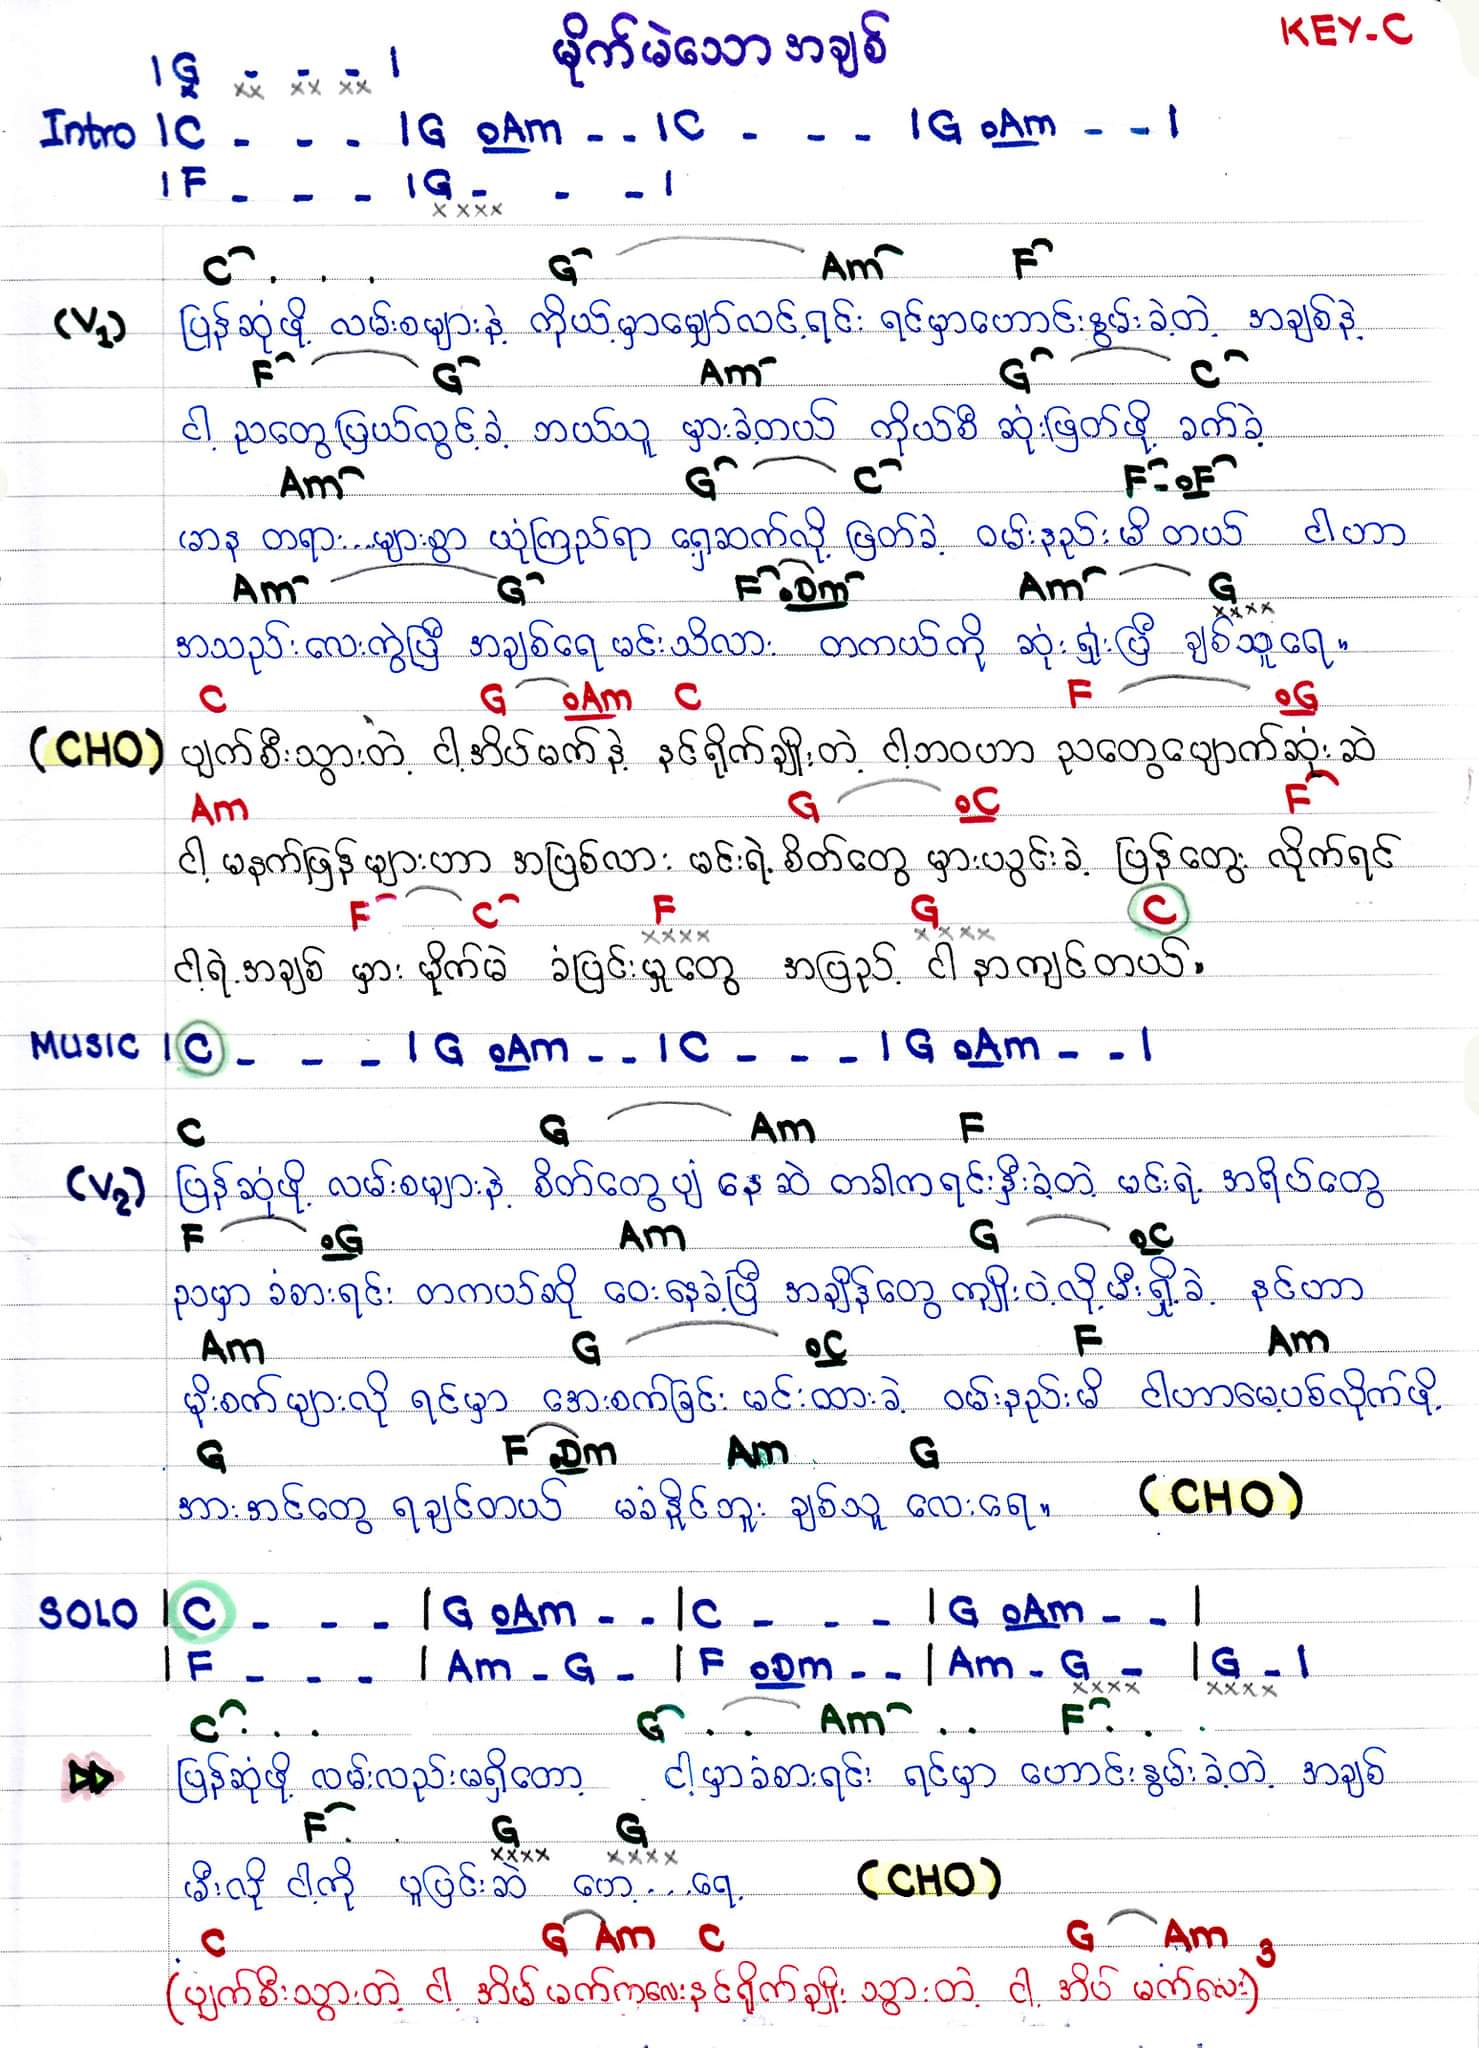 မိုက်မဲသော အချစ်
KEY-C
|G - - - |
xx xx xx
Intro |C - - - |G oAm - - |C - - - |G oAm - - |
|F - - - |G - - - |
x x x x
C . . . G Am F
(V1) ပြန်ဆုံဖို့ လမ်းစများနဲ့ ကိုယ့်မှာမျှော်လင့်ရင်း ရင်မှာဟောင်းနွမ်းခဲ့တဲ့ အချစ်နဲ့
F G Am G C
ငါ့ ညတွေပြယ်လွင့်ခဲ့ ဘယ်သူ မှားခဲ့တယ် ကိုယ်စီ ဆုံးဖြတ်ဖို့ ခက်ခဲ့
Am G C F - oF
တရား...များစွာ ယုံကြည်ရာ ရှေ့ဆက်လို့ ဖြတ်ခဲ့ ဝမ်းနည်းမိတယ် ငါဟာ
Am G F oDm Am G
x x x x
အသည်းလေးကွဲပြီ အချစ်ရေ မင်းသိလား တကယ်ကို ဆုံးရှုံးပြီ ချစ်သူရေ။
C G oAm C F oG
(CHO) ပျက်စီးသွားတဲ့ ငါ့အိပ်မက်နဲ့ နင်ရိုက်ချိုးတဲ့ ငါ့ဘဝဟာ ညတွေပျောက်ဆုံးဆဲ
Am G oC F
ငါ့ မနက်ဖြန်များဟာ အပြစ်လား မင်းရဲ့ စိတ်တွေ မှားယွင်းခဲ့ ပြန်တွေး လိုက်ရင်
F C F G C
x x x x x x x x
ငါ့ရဲ့ အချစ် မှား မိုက်မဲ ခံပြင်းမှုတွေ အပြည့် ငါ နာကျင်တယ်။
MUSIC |C - - - |G oAm - - |C - - - |G oAm - - |
C G Am F
(V2) ပြန်ဆုံဖို့ လမ်းစများနဲ့ စိတ်တွေပျံ့နေဆဲ တခါက ရင်းနှီးခဲ့တဲ့ မင်းရဲ့ အရိပ်တွေ
F oG Am G oC
ညမှာ ခံစားရင်း တကယ်ဆို ဝေးနေခဲ့ပြီ အချိန်တွေ ကျိုးပဲ့လို့ မီးရှို့ခဲ့ နင်ဟာ
Am G oC F Am
မိုးစက်များလို ရင်မှာ အေးစက်ခြင်း မင်းထားခဲ့ ဝမ်းနည်းမိ ငါဟာမေ့ပစ်လိုက်ဖို့
G F oDm Am G
အားအင်တွေ ရချင်တယ် မခံနိုင်ဘူး ချစ်သူ လေးရေ။ (CHO)
SOLO |C - - - |G oAm - - |C - - - |G oAm - - |
|F - - - |Am - G - |F oDm - - |Am - G - |G - |
x x x x x x x x
C . . . G . . Am . . F . . .
ပြန်ဆုံဖို့ လမ်းလည်းမရှိတော့ ငါ့မှာခံစားရင်း ရင်မှာ ဟောင်းနွမ်းခဲ့တဲ့ အချစ်
F . . G G
x x x x x x x x
မီးလို ငါ့ကို ပူပြင်းဆဲ ဟေ့....ရေ့ (CHO)
C G Am C G Am
(ပျက်စီးသွားတဲ့ ငါ့ အိပ်မက်ကလေးနင်ရိုက်ချိုး သွားတဲ့ ငါ့ အိပ် မက်လေး)3